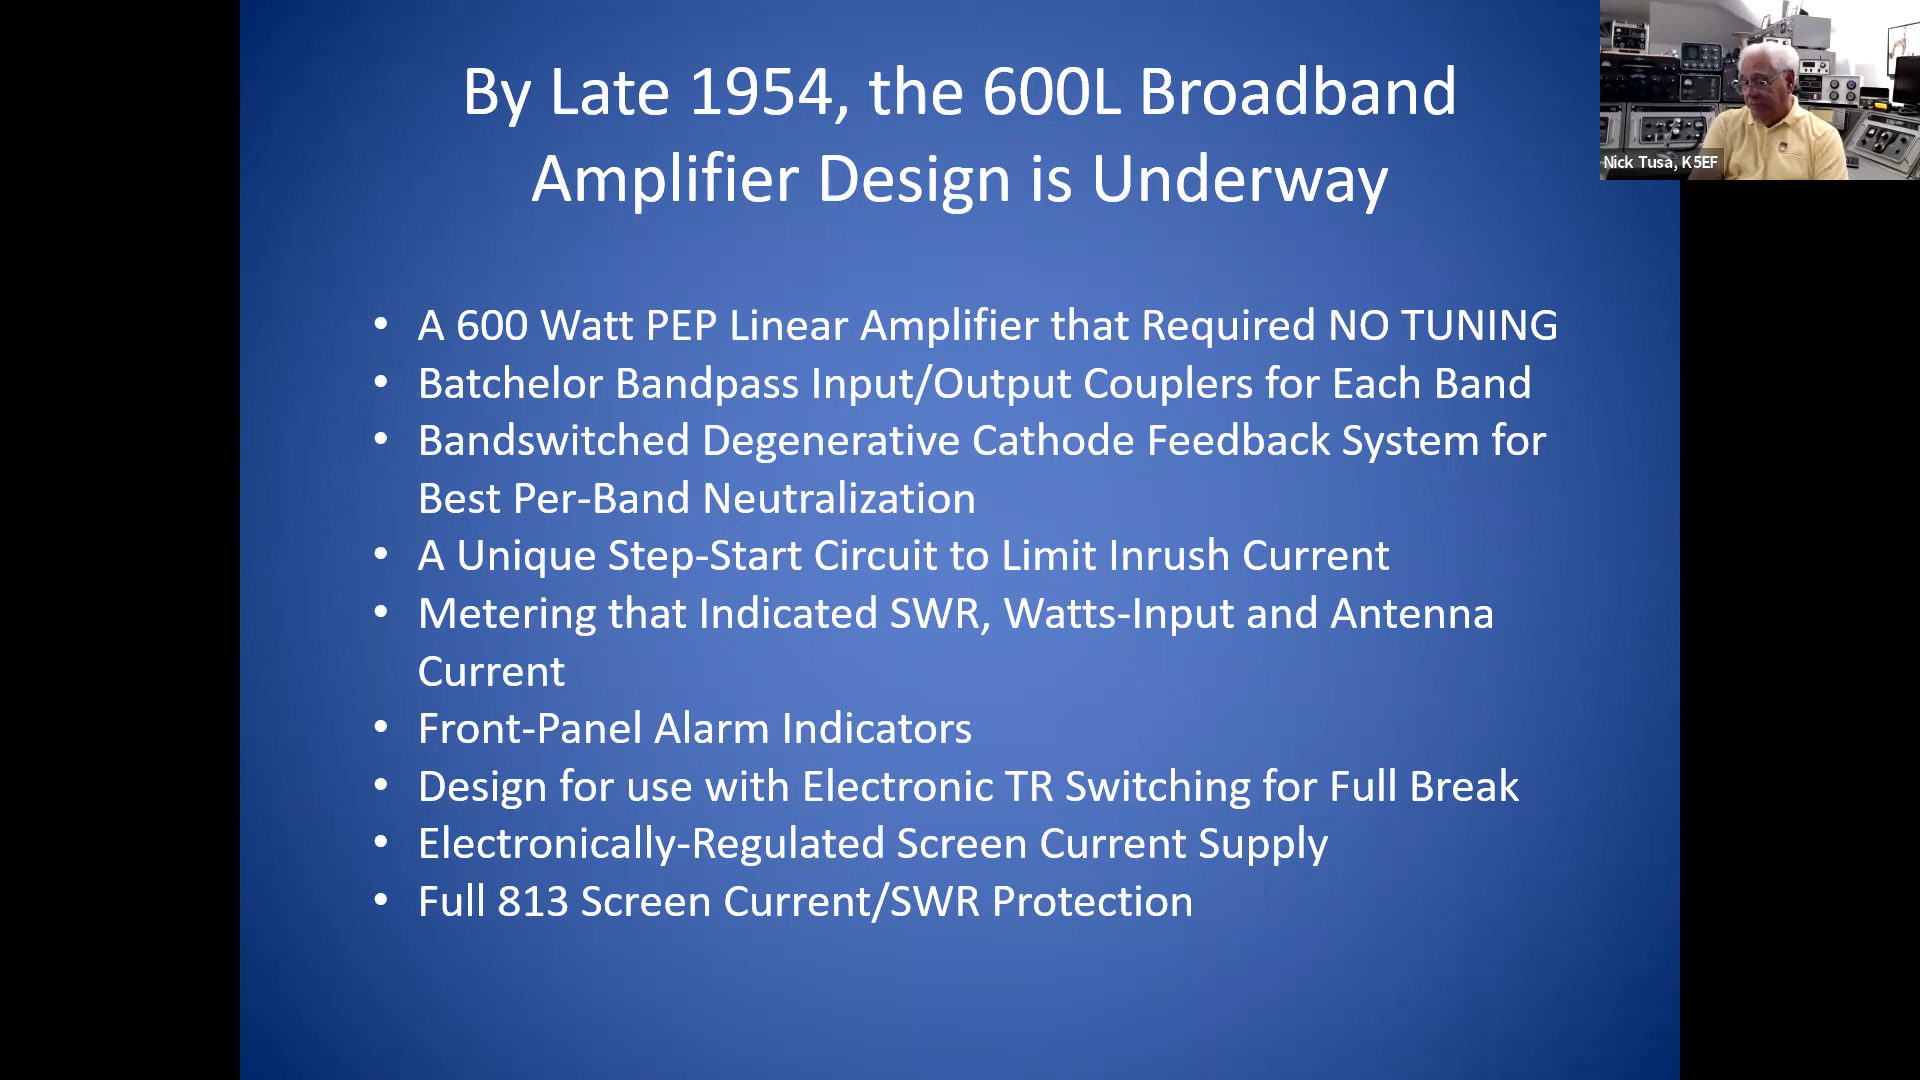 By Late 1954, the 600L Broadband
Amplifier Design is Underway
• A 600 Watt PEP Linear Amplifier that Required NO TUNING
• Batchelor Bandpass Input/Output Couplers for Each Band
• Bandswitched Degenerative Cathode Feedback System for
Best Per-Band Neutralization
• A Unique Step-Start Circuit to Limit Inrush Current
• Metering that Indicated SWR, Watts-Input and Antenna
Current
• Front-Panel Alarm Indicators
• Design for use with Electronic TR Switching for Full Break
• Electronically-Regulated Screen Current Supply
• Full 813 Screen Current/SWR Protection
Nick Tusa, K5EF